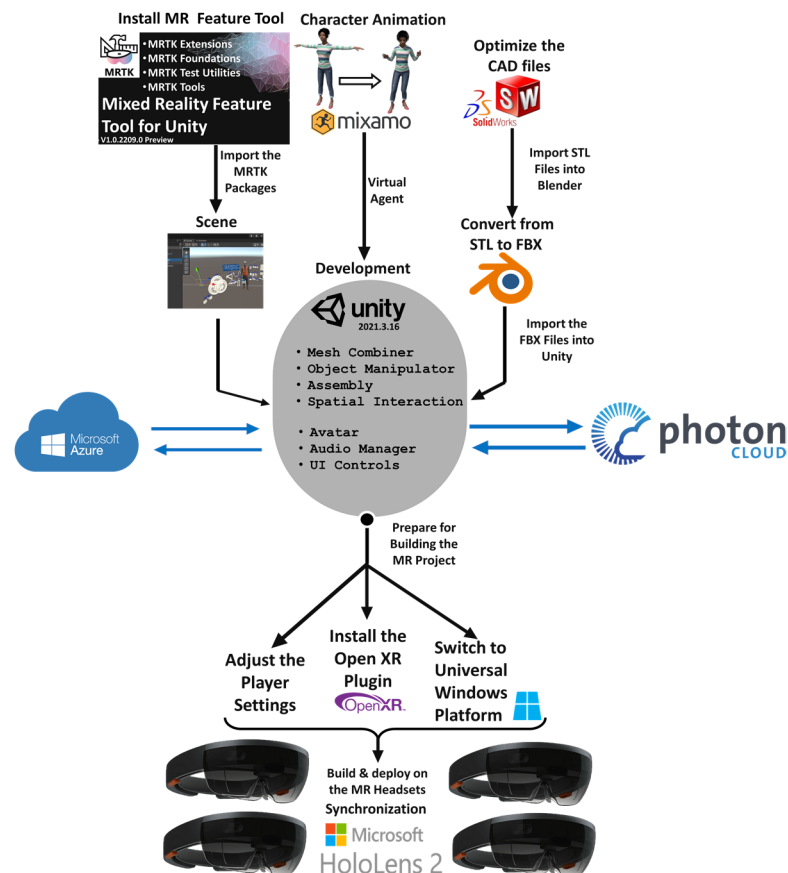 Install MR Feature Tool
MRTK
• MRTK Extensions
• MRTK Foundations
• MRTK Test Utilities
• MRTK Tools
Mixed Reality Feature
Tool for Unity
V1.0.2209.0 Preview
Import the
MRTK
Packages
Scene
Character Animation
mixamo
Virtual
Agent
Optimize the
CAD files
SW
SolidWorks
Import STL
Files into
Blender
Convert from
STL to FBX
Import the
FBX Files into
Unity
Development
unity
2021.3.16
• Mesh Combiner
• Object Manipulator
• Assembly
• Spatial Interaction
• Avatar
• Audio Manager
• UI Controls
Microsoft
Azure
photon
CLOUD
Prepare for
Building the
MR Project
Adjust the
Player
Settings
Install the
Open XR
Plugin
OpenXR
Switch to
Universal
Windows
Platform
Build & deploy on
the MR Headsets
Synchronization
Microsoft
HoloLens 2